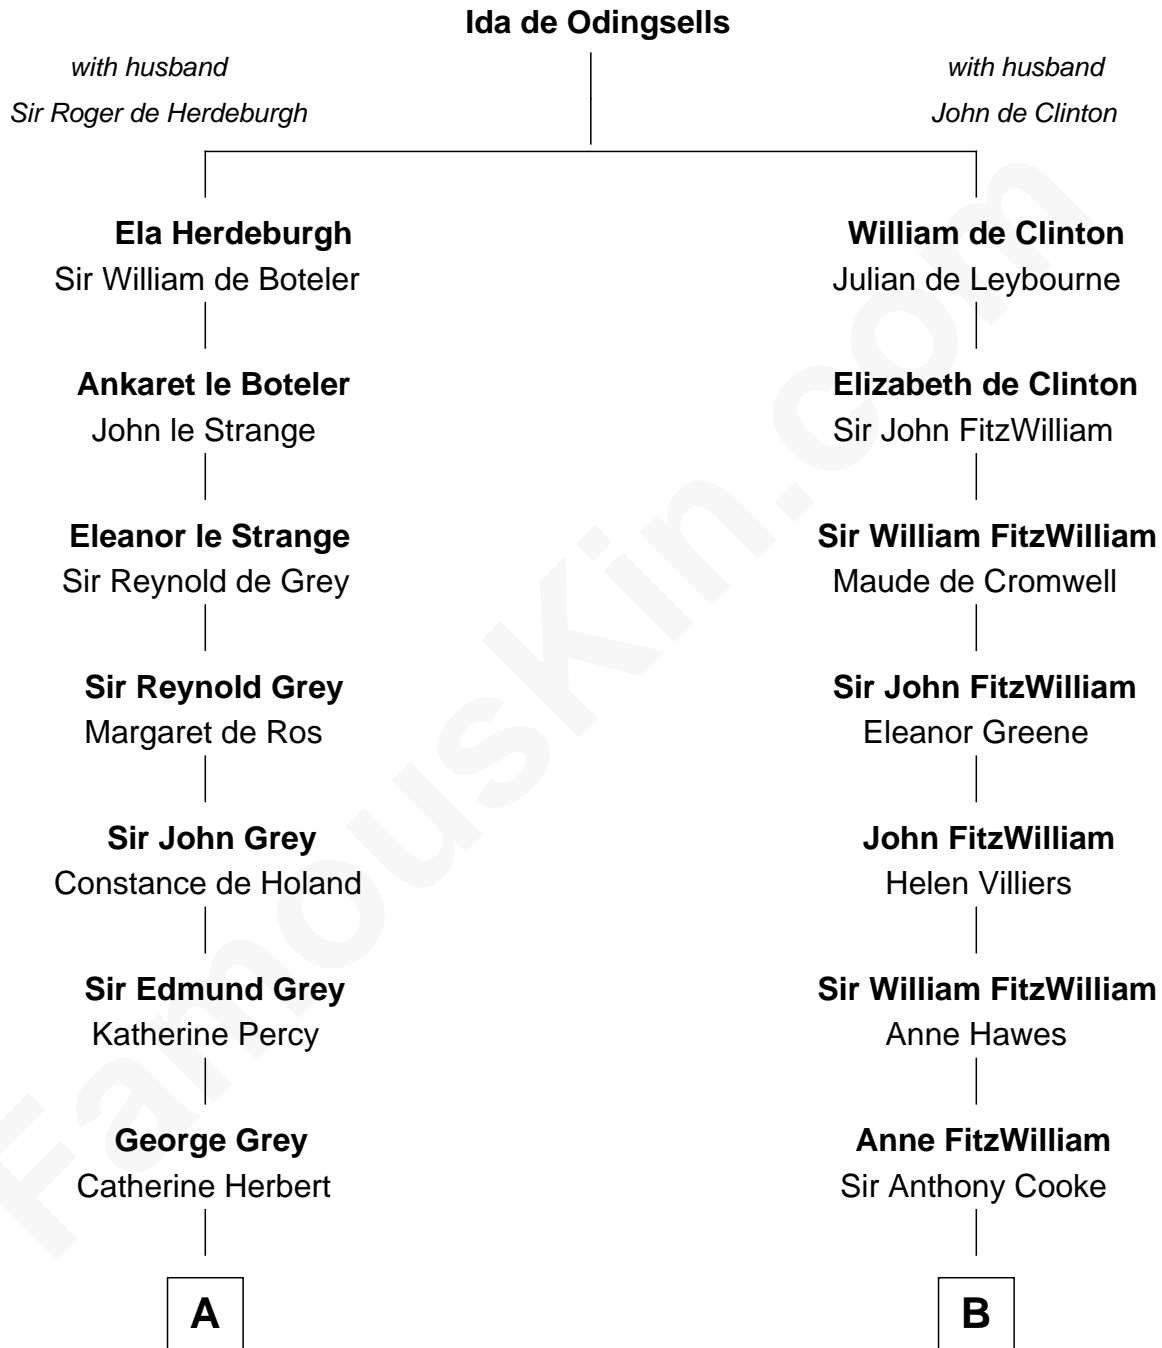 Ida de Odingsells
with husband
Sir Roger de Herdeburgh
with husband
John de Clinton
Ela Herdeburgh
Sir William de Boteler
William de Clinton
Julian de Leybourne
Ankaret le Boteler
John le Strange
Elizabeth de Clinton
Sir John FitzWilliam
Eleanor le Strange
Sir Reynold de Grey
Sir William FitzWilliam
Maude de Cromwell
Sir Reynold Grey
Margaret de Ros
Sir John FitzWilliam
Eleanor Greene
Sir John Grey
Constance de Holand
John FitzWilliam
Helen Villiers
Sir Edmund Grey
Katherine Percy
Sir William FitzWilliam
Anne Hawes
George Grey
Catherine Herbert
Anne FitzWilliam
Sir Anthony Cooke
A
B
FamousKin.com